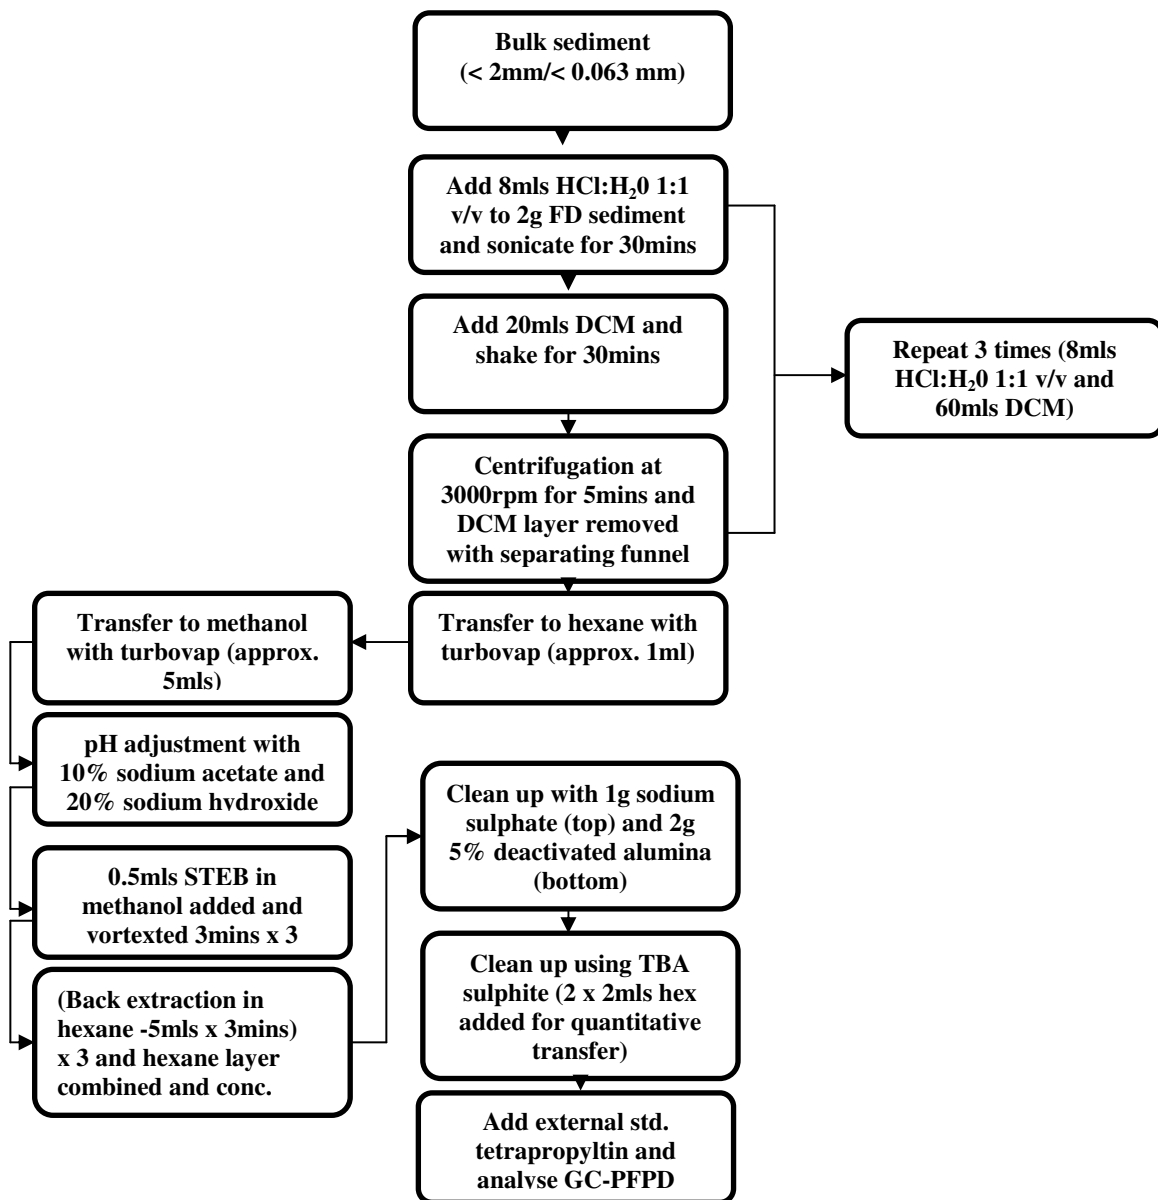 Bulk sediment
(< 2mm/< 0.063 mm)
Add 8mls HCl:H₂0 1:1
v/v to 2g FD sediment
and sonicate for 30mins
Add 20mls DCM and
shake for 30mins
Repeat 3 times (8mls
HCl:H₂0 1:1 v/v and
60mls DCM)
Centrifugation at
3000rpm for 5mins and
DCM layer removed
with separating funnel
Transfer to hexane with
turbovap (approx. 1ml)
Transfer to methanol
with turbovap (approx.
5mls)
pH adjustment with
10% sodium acetate and
20% sodium hydroxide
0.5mls STEB in
methanol added and
vortexted 3mins x 3
(Back extraction in
hexane -5mls x 3mins)
x 3 and hexane layer
combined and conc.
Clean up with 1g sodium
sulphate (top) and 2g
5% deactivated alumina
(bottom)
Clean up using TBA
sulphite (2 x 2mls hex
added for quantitative
transfer)
Add external std.
tetrapropyltin and
analyse GC-PFPD